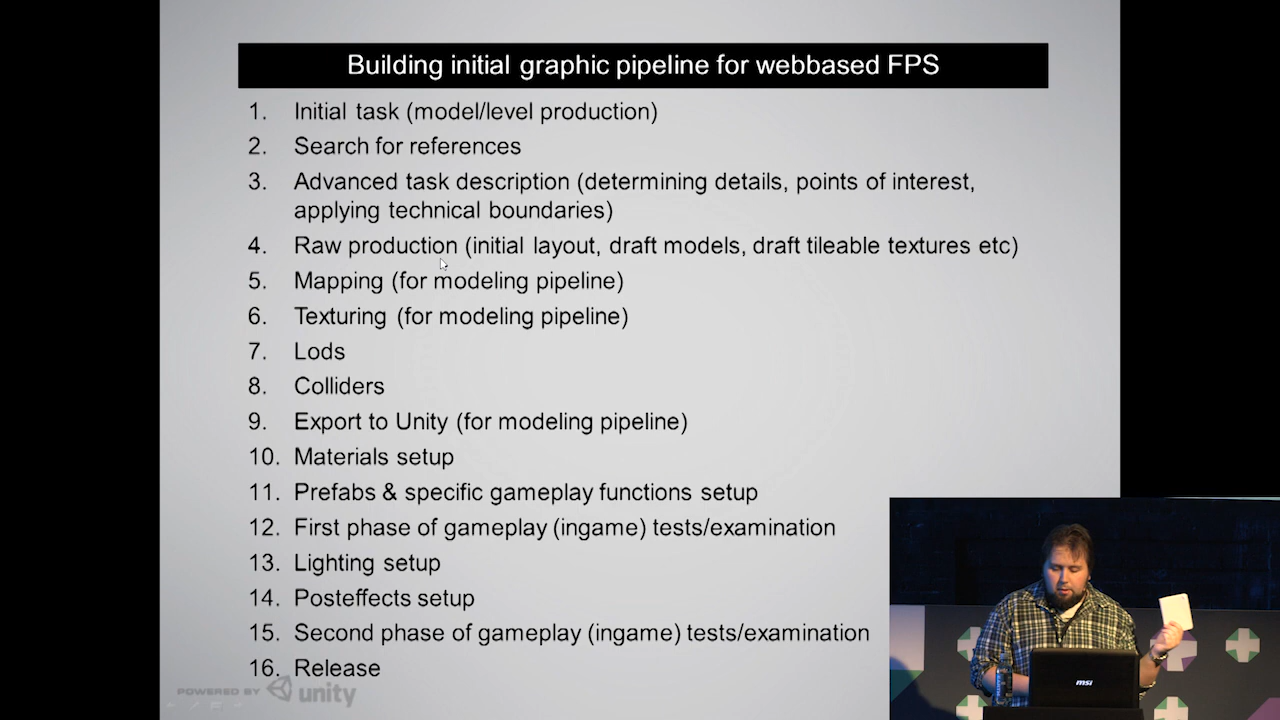 Building initial graphic pipeline for webbased FPS
1. Initial task (model/level production)
2. Search for references
3. Advanced task description (determining details, points of interest,
applying technical boundaries)
4. Raw production (initial layout, draft models, draft tileable textures etc)
5. Mapping (for modeling pipeline)
6. Texturing (for modeling pipeline)
7. Lods
8. Colliders
9. Export to Unity (for modeling pipeline)
10. Materials setup
11. Prefabs & specific gameplay functions setup
12. First phase of gameplay (ingame) tests/examination
13. Lighting setup
14. Posteffects setup
15. Second phase of gameplay (ingame) tests/examination
16. Release
POWERED BY unity
msi